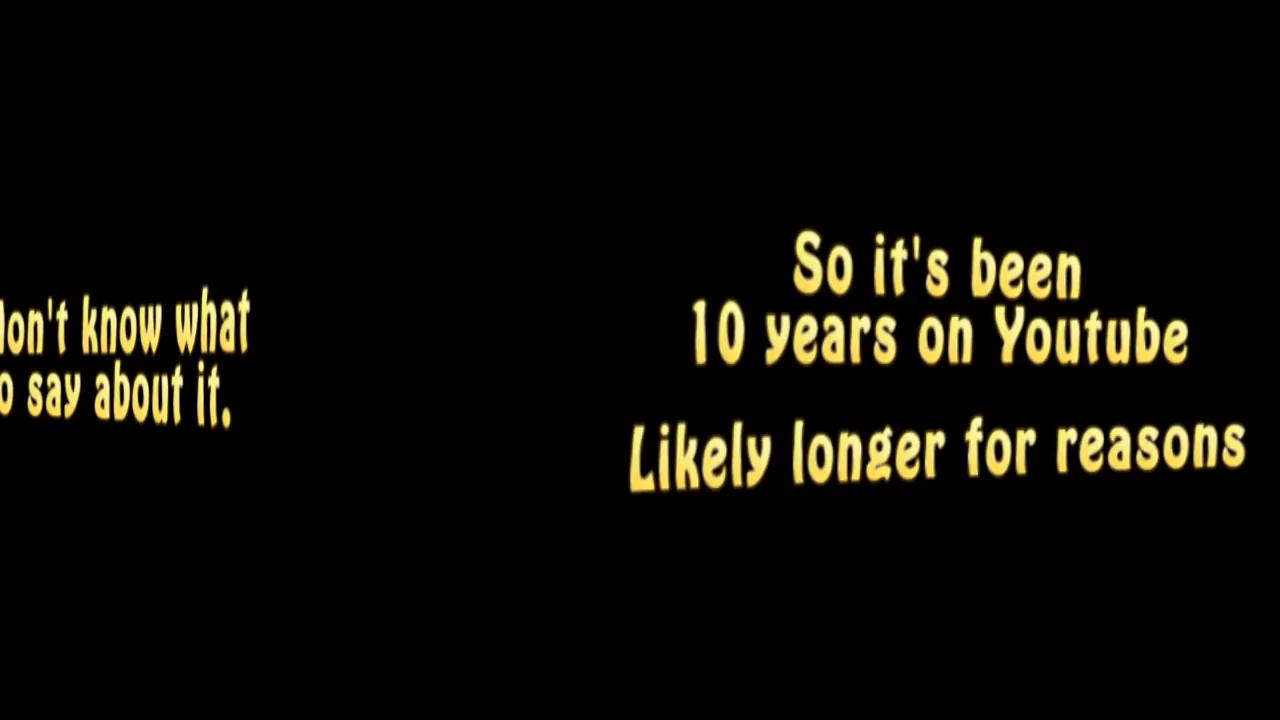 know what
say about it.
So it's been
10 years on Youtube
Likely longer for reasons